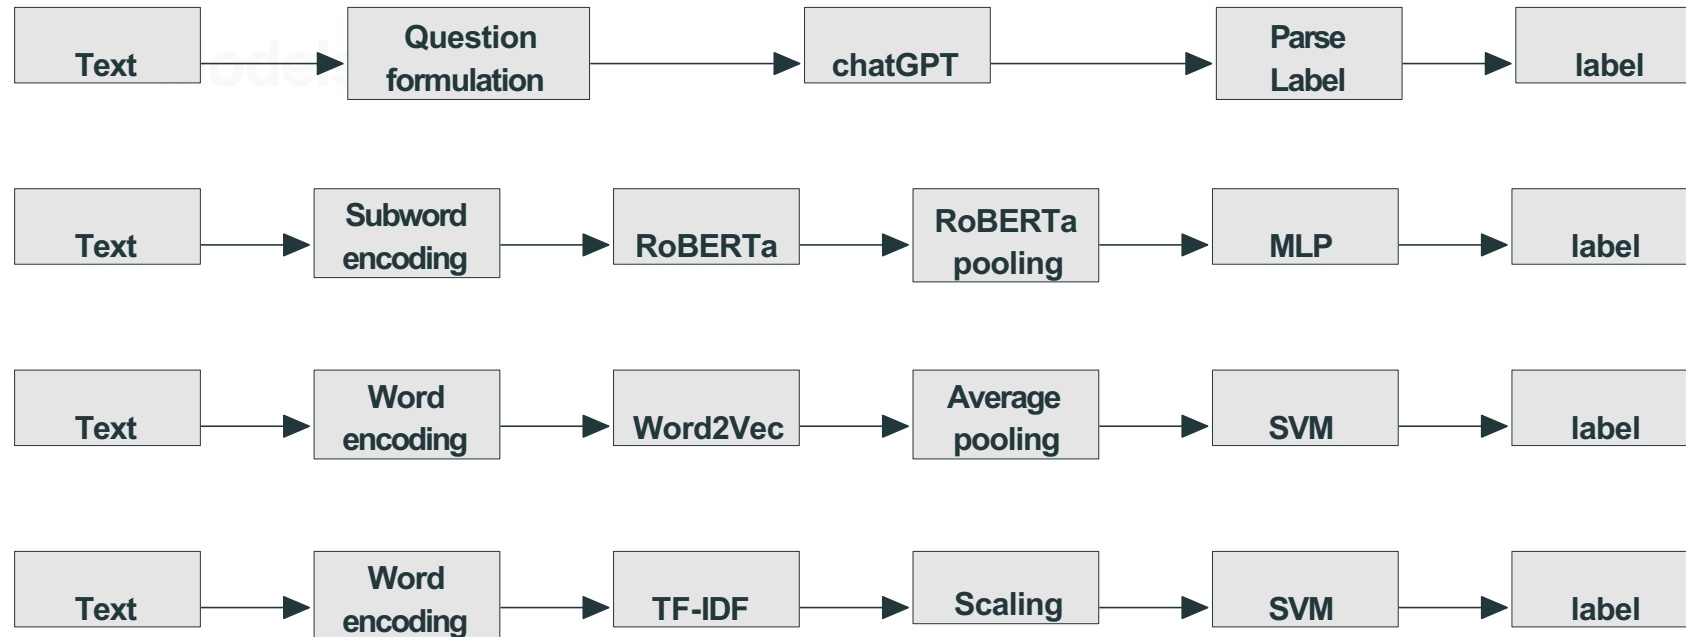 Text
Question
formulation
chatGPT
Parse
Label
label
Text
Subword
encoding
RoBERTa
RoBERTa
pooling
MLP
label
Text
Word
encoding
Word2Vec
Average
pooling
SVM
label
Text
Word
encoding
TF-IDF
Scaling
SVM
label